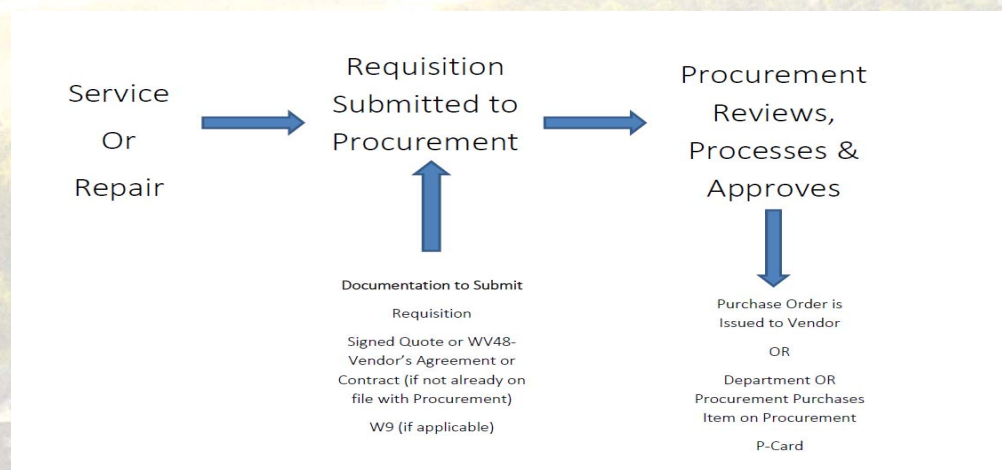 Service
Or
Repair
Requisition
Submitted to
Procurement
Procurement
Reviews,
Processes &
Approves
Documentation to Submit
Requisition
Signed Quote or WV48-
Vendor's Agreement or
Contract (if not already on
file with Procurement)
W9 (if applicable)
Purchase Order is
Issued to Vendor
OR
Department OR
Procurement Purchases
Item on Procurement
P-Card